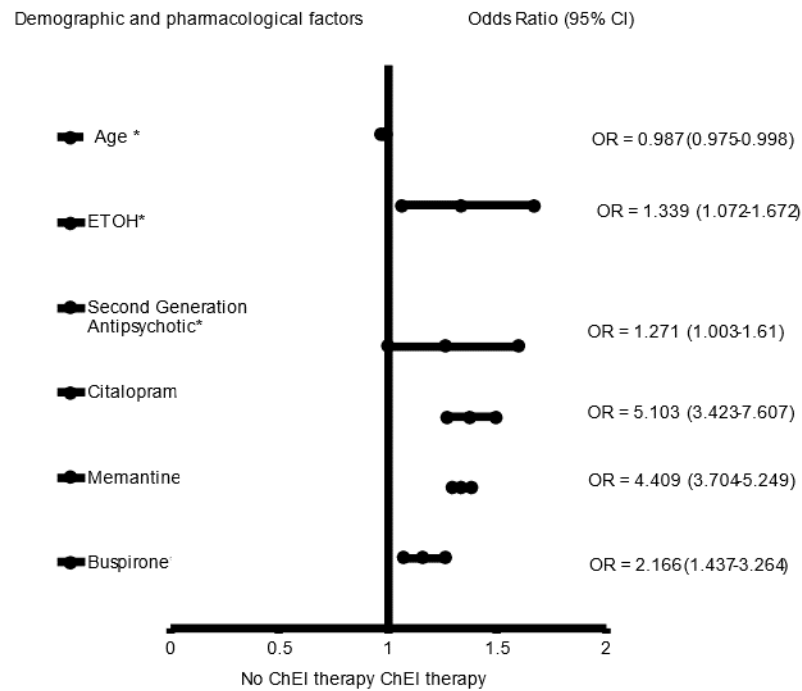 Demographic and pharmacological factors Odds Ratio (95% CI)
Age * OR = 0.987(0.975-0.998)
ETOH* OR = 1.339 (1.072-1.672)
Second Generation
Antipsychotic* OR = 1.271 (1.003-1.61)
Citalopram OR = 5.103 (3.423-7.607)
Memantine OR = 4.409 (3.704-5.249)
Buspirone OR = 2.166(1.437-3.264)
0 0.5 1 1.5 2
No ChEI therapy ChEI therapy